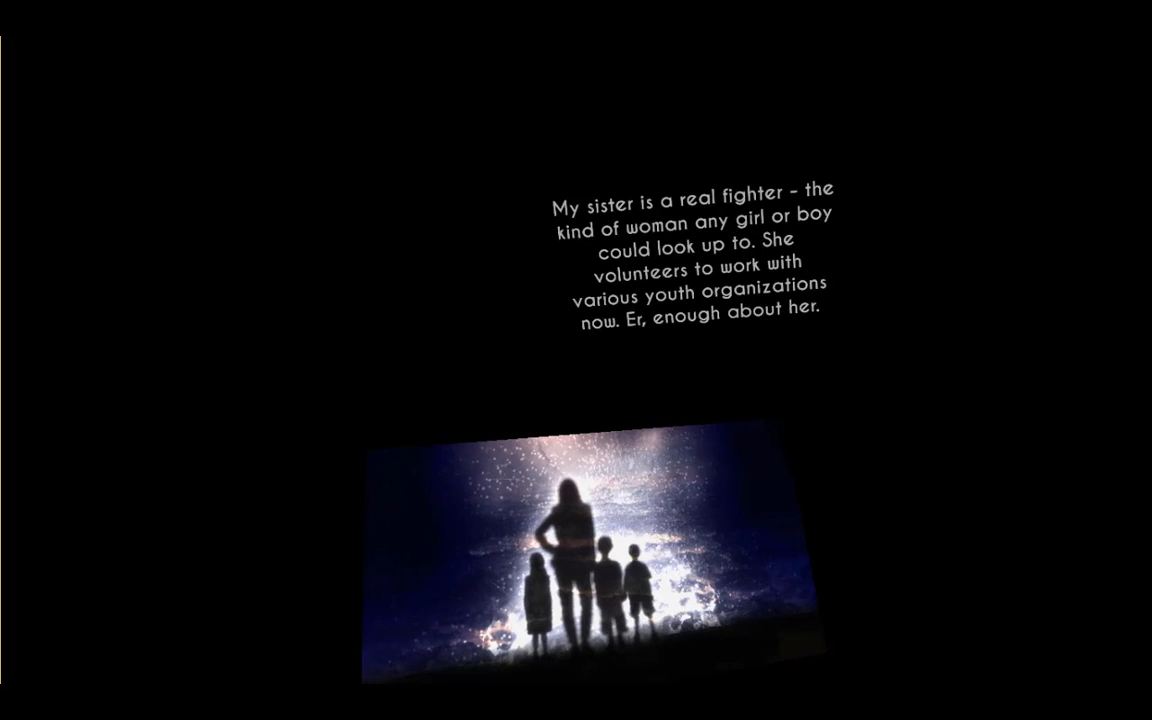 My sister is a real fighter - the
kind of woman any girl or boy
could look up to. She
volunteers to work with
various youth organizations
now. Er, enough about her.